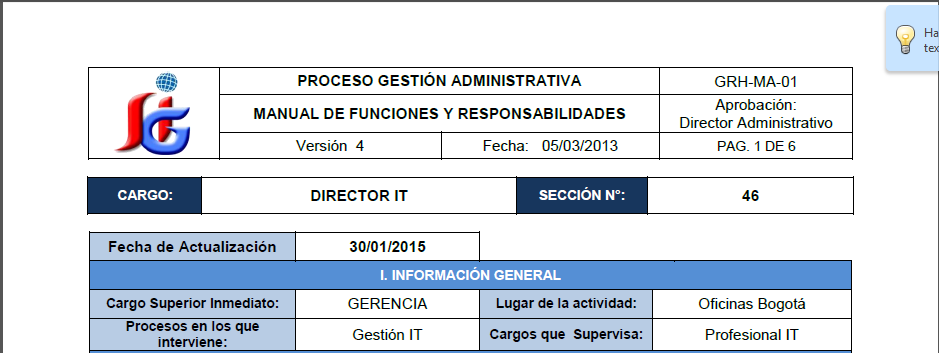 PROCESO GESTIÓN ADMINISTRATIVA
GRH-MA-01
MANUAL DE FUNCIONES Y RESPONSABILIDADES
Aprobación:
Director Administrativo
Versión 4
Fecha: 05/03/2013
PAG. 1 DE 6
CARGO:
DIRECTOR IT
SECCIÓN N°:
46
Fecha de Actualización
30/01/2015
I. INFORMACIÓN GENERAL
Cargo Superior Inmediato:
GERENCIA
Lugar de la actividad:
Oficinas Bogotá
Procesos en los que
interviene:
Gestión IT
Cargos que Supervisa:
Profesional IT
Ha
tex